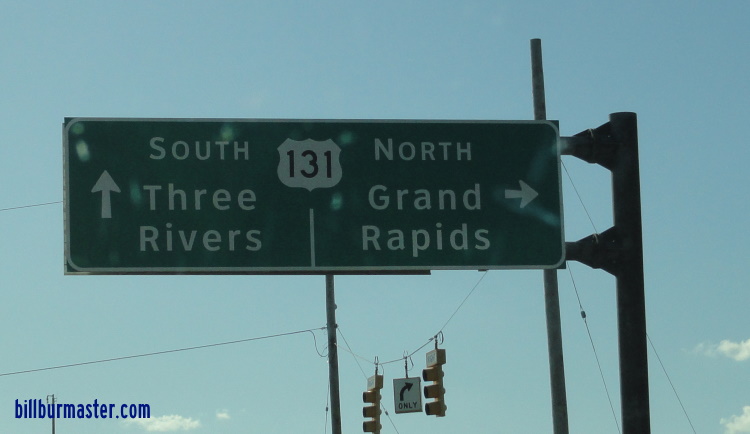 SOUTH 131 NORTH
Three Grand
Rivers Rapids
ONLY
billburmaster.com